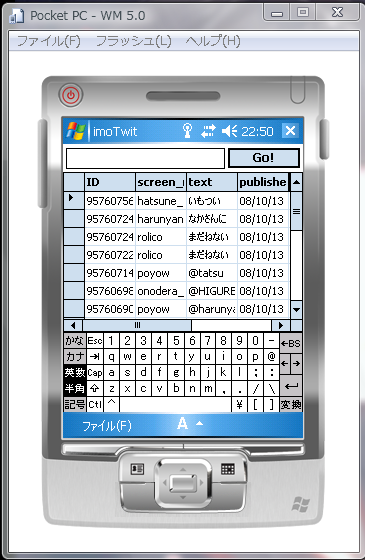 Pocket PC - WM 5.0
ファイル(F) フラッシュ(L) ヘルプ(H)
imoTwit 22:50
Go!
ID screen_ text publishe
95760756 hatsune_ いもつい 08/10/13
95760724 harunyan なかさんに 08/10/13
95760724 rolico まだねない 08/10/13
95760722 rolico まだねない 08/10/13
95760714 poyow @tatsu 08/10/13
95760698 onodera_ @HIGURE 08/10/13
95760690 poyow @harunya 08/10/13
かな Esc 1 2 3 4 5 6 7 8 9 0 - ←BS
カナ ⇥ q w e r t y u i o p @ ← →
英数 Cap a s d f g h j k l ; :
半角 ⇧ z x c v b n m , . / \ ↵
記号 Ctl ^ ¥ [ ] 変換
ファイル(F) A